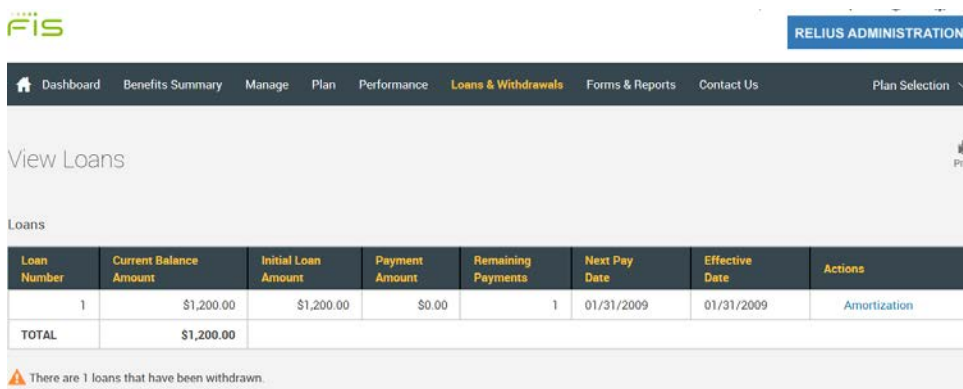 FIS
RELIUS ADMINISTRATION
Dashboard Benefits Summary Manage Plan Performance Loans & Withdrawals Forms & Reports Contact Us Plan Selection
View Loans
Loans
Loan Number Current Balance Amount Initial Loan Amount Payment Amount Remaining Payments Next Pay Date Effective Date Actions
1 $1,200.00 $1,200.00 $0.00 1 01/31/2009 01/31/2009 Amortization
TOTAL $1,200.00
There are 1 loans that have been withdrawn.